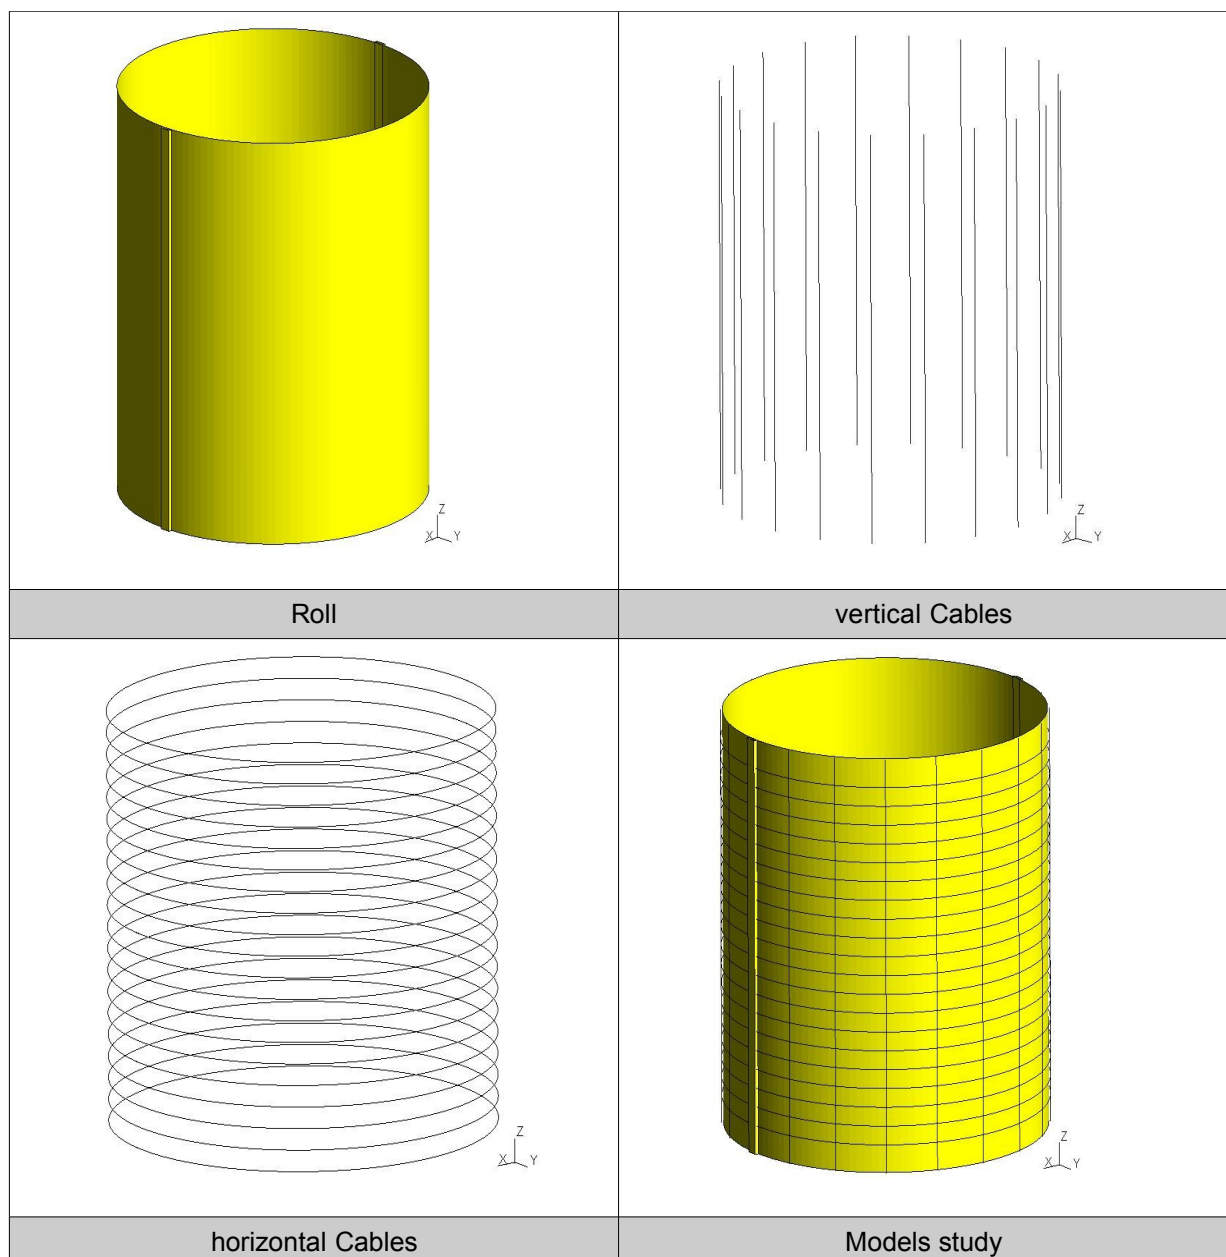 Z
X Y
Z
X Y
Roll
vertical Cables
Z
X Y
Z
X Y
horizontal Cables
Models study